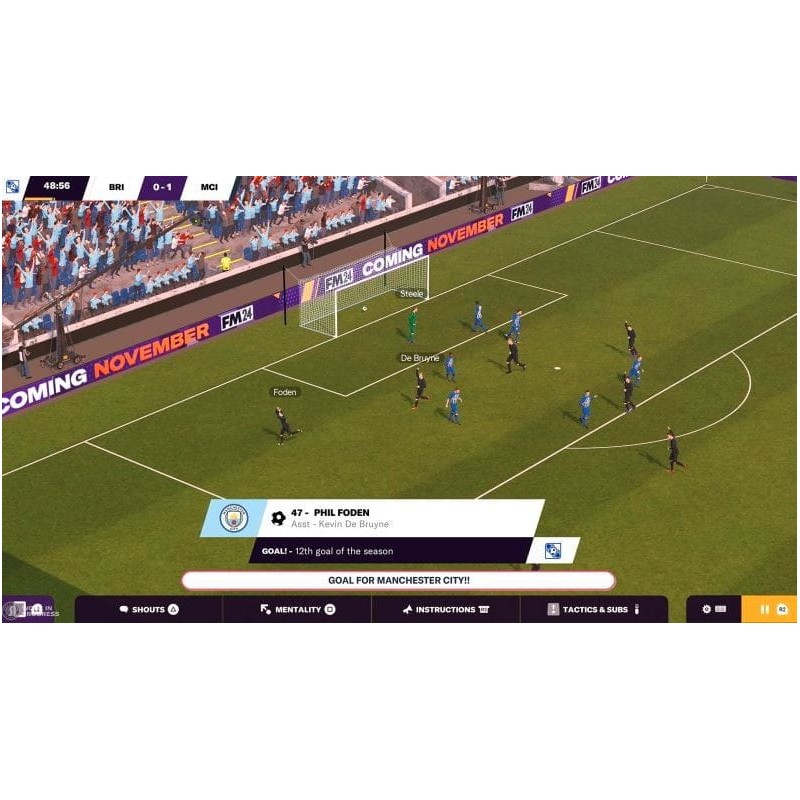 48:56 BRI 0 - 1 MCI
FM24
COMING NOVEMBER
FM24
FM24
COMING NOVEMBER
FM24
Steele
De Bruyne
Foden
47 - PHIL FODEN
Asst - Kevin De Bruyne
GOAL! - 12th goal of the season
GOAL FOR MANCHESTER CITY!!
SHOUTS
MENTALITY
INSTRUCTIONS
TACTICS & SUBS
R2